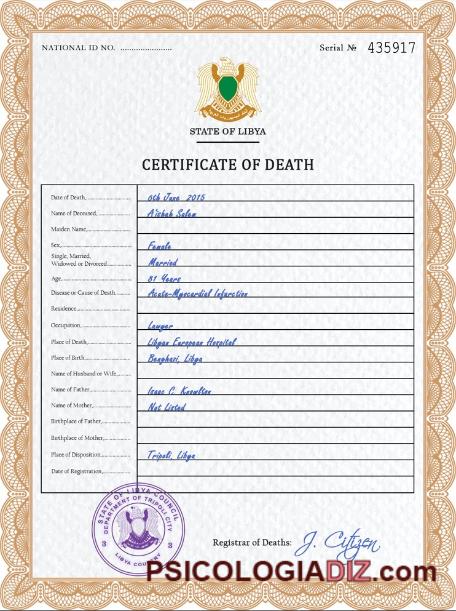 NATIONAL ID NO. ........................
Serial № 435917
STATE OF LIBYA
CERTIFICATE OF DEATH
Date of Death, 6th June 2015
Name of Deceased, A'ishah Salem
Maiden Name,
Sex, Female
Single, Married, Widowed or Divorced Married
Age, 81 Years
Disease or Cause of Death, Acute-Myocardial Infarction
Residence,
Occupation, Lawyer
Place of Death, Libyan European Hospital
Place of Birth, Benghazi, Libya
Name of Husband or Wife,
Name of Father, Isaac C. Knowlton
Name of Mother, Not Listed
Birthplace of Father,
Birthplace of Mother,
Place of Disposition, Tripoli, Libya
Date of Registration,
STATE OF LIBYA COUNCIL
DEPARTMENT OF TRIPOLI CITY
LIBYA COUNTRY
Registrar of Deaths: J. Citizen
PSICOLOGIADIZ.com